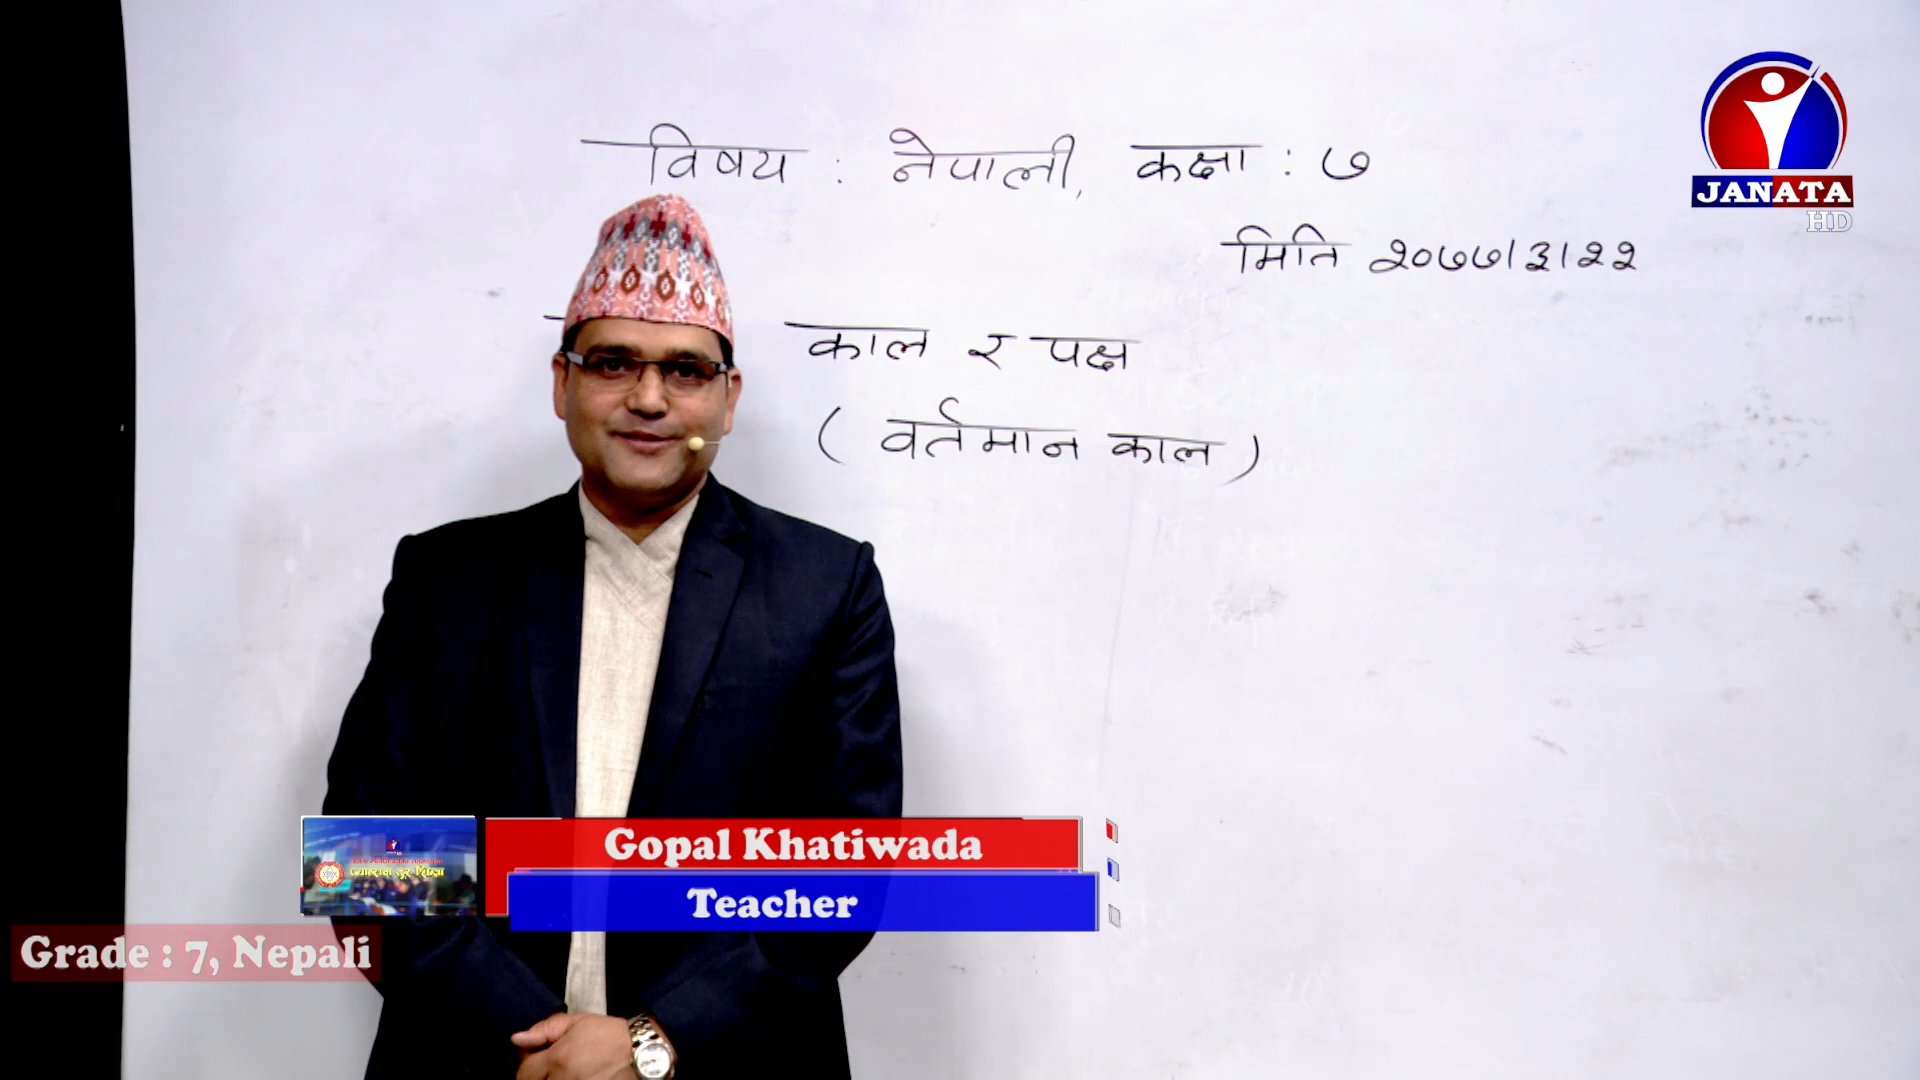 विषय : नेपाली, कक्षा : ७
मिति २०७७।३।२२
काल र पक्ष
( वर्तमान काल )
JANATA
HD
Gopal Khatiwada
Teacher
Grade : 7, Nepali